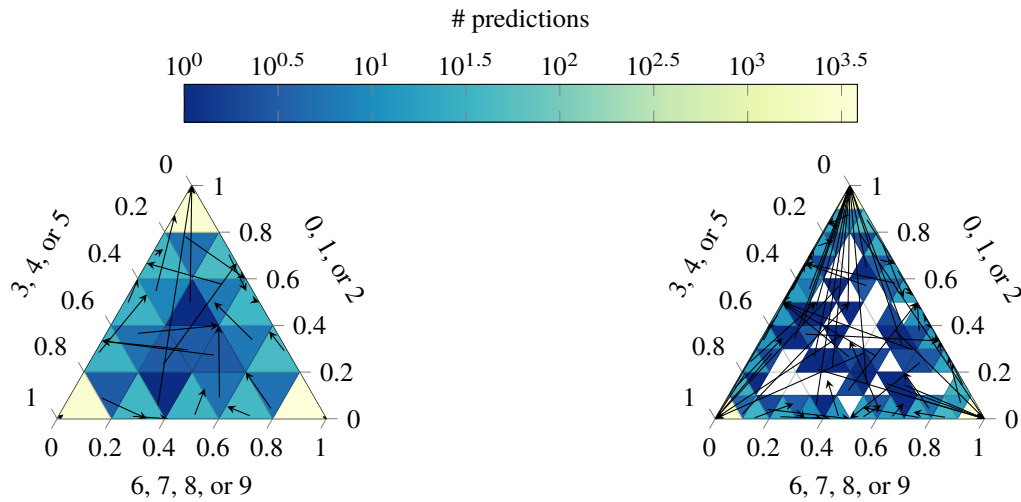 # predictions
10^0 10^0.5 10^1 10^1.5 10^2 10^2.5 10^3 10^3.5
0 0.2 0.4 0.6 0.8 1
3, 4, or 5
1 0.8 0.6 0.4 0.2 0
0, 1, or 2
0 0.2 0.4 0.6 0.8 1
6, 7, 8, or 9
0 0.2 0.4 0.6 0.8 1
3, 4, or 5
1 0.8 0.6 0.4 0.2 0
0, 1, or 2
0 0.2 0.4 0.6 0.8 1
6, 7, 8, or 9